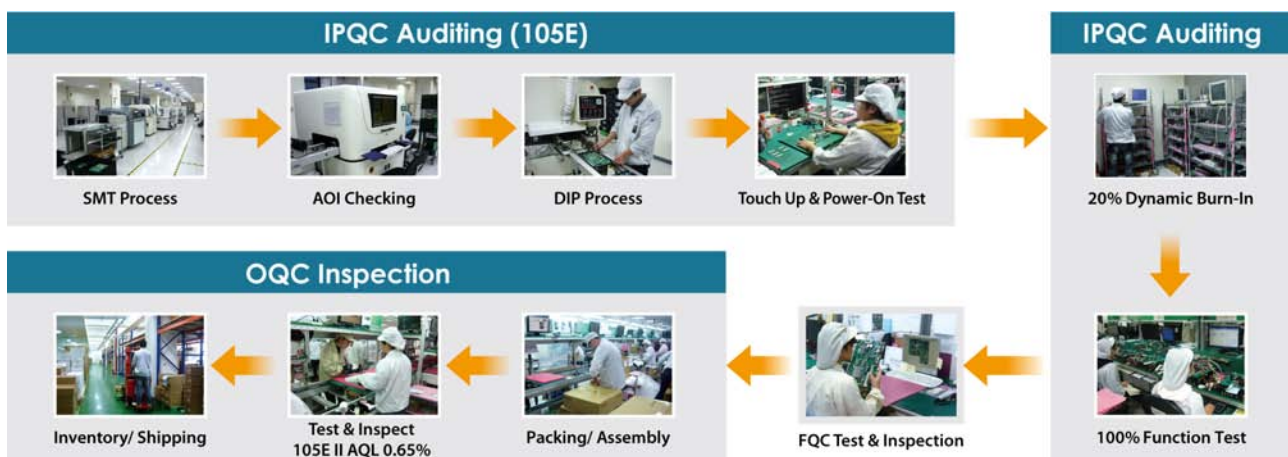 IPQC Auditing (105E)
SMT Process
AOI Checking
DIP Process
Touch Up & Power-On Test
IPQC Auditing
20% Dynamic Burn-In
100% Function Test
FQC Test & Inspection
OQC Inspection
Packing/ Assembly
Test & Inspect
105E II AQL 0.65%
Inventory/ Shipping